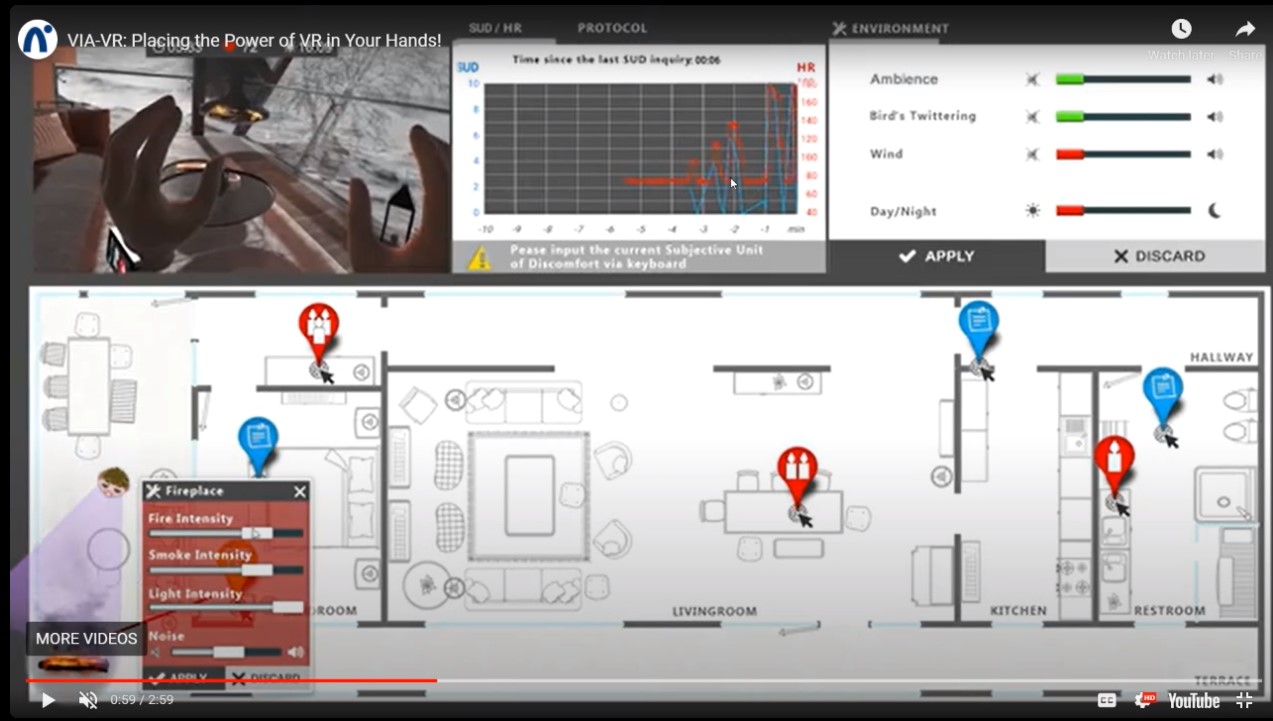 VIA-VR: Placing the Power of VR in Your Hands!
SUD / HR
PROTOCOL
ENVIRONMENT
Watch later
Share
SUD
Time since the last SUD inquiry:00:06
HR
10
8
6
4
2
0
180
160
140
120
100
80
60
40
-10 -9 -8 -7 -6 -5 -4 -3 -2 -1 min
Pease input the current Subjective Unit
of Discomfort via keyboard
Ambience
Bird's Twittering
Wind
Day/Night
APPLY
DISCARD
HALLWAY
Fireplace
Fire Intensity
Smoke Intensity
Light Intensity
Noise
APPLY
DISCARD
DROOM
LIVINGROOM
KITCHEN
RESTROOM
TERRACE
MORE VIDEOS
0:59 / 2:59
CC
HD
YouTube